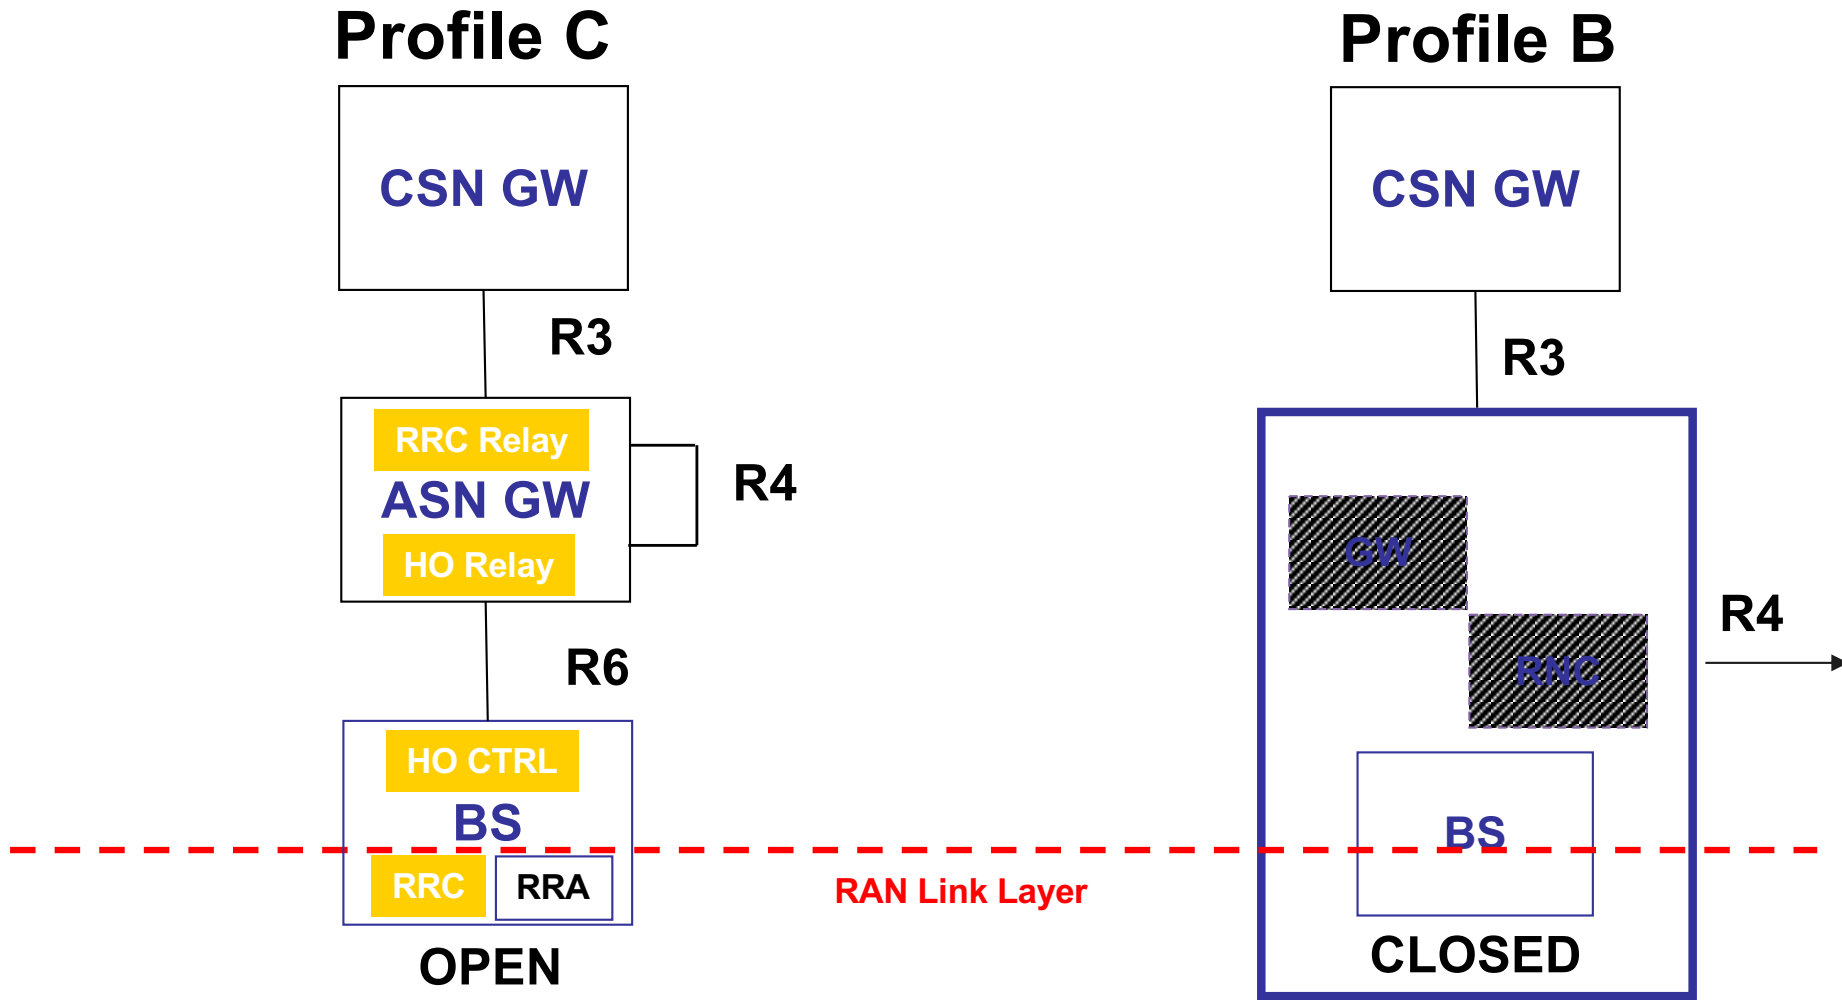 Profile C
CSN GW
R3
RRC Relay
ASN GW
HO Relay
R4
R6
HO CTRL
BS
RRC
RRA
OPEN
RAN Link Layer
Profile B
CSN GW
R3
GW
RNC
R4
BS
CLOSED